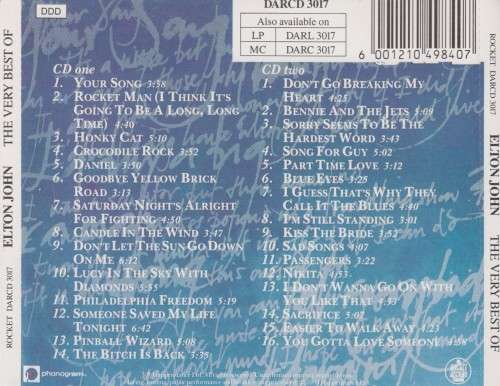 DDD
DARCD 3017
Also available on
LP DARL 3017
MC DARC 3017
6 001210 498407
ROCKET DARCD 3017
ELTON JOHN THE VERY BEST OF
CD one
1. YOUR SONG 3:58
2. ROCKET MAN (I THINK IT'S
GOING TO BE A LONG, LONG
TIME) 4:40
3. HONKY CAT 5:10
4. CROCODILE ROCK 3:52
5. DANIEL 3:50
6. GOODBYE YELLOW BRICK
ROAD 3:13
7. SATURDAY NIGHT'S ALRIGHT
FOR FIGHTING 4:50
8. CANDLE IN THE WIND 3:47
9. DON'T LET THE SUN GO DOWN
ON ME 6:12
10. LUCY IN THE SKY WITH
DIAMONDS 5:55
11. PHILADELPHIA FREEDOM 5:19
12. SOMEONE SAVED MY LIFE
TONIGHT 6:42
13. PINBALL WIZARD 5:08
14. THE BITCH IS BACK 3:35
CD two
1. DON'T GO BREAKING MY
HEART 4:25
2. BENNIE AND THE JETS 5:09
3. SORRY SEEMS TO BE THE
HARDEST WORD 3:43
4. SONG FOR GUY 5:01
5. PART TIME LOVE 3:12
6. BLUE EYES 3:28
7. I GUESS THAT'S WHY THEY
CALL IT THE BLUES 4:40
8. I'M STILL STANDING 3:01
9. KISS THE BRIDE 3:52
10. SAD SONGS 4:07
11. PASSENGERS 3:22
12. NIKITA 4:53
13. I DON'T WANNA GO ON WITH
YOU LIKE THAT 4:33
14. SACRIFICE 5:07
15. EASIER TO WALK AWAY 4:23
16. YOU GOTTA LOVE SOMEONE 4:58
phonogram
ELTON JOHN THE VERY BEST OF
ROCKET DARCD 3017